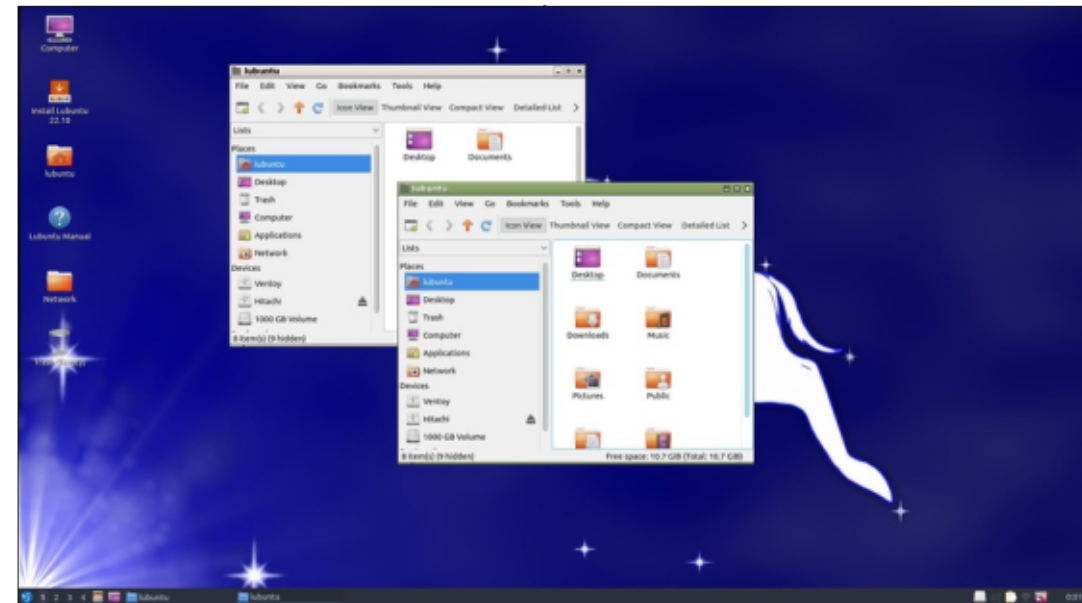 Computer
Install Lubuntu
22.10
lubuntu
Lubuntu Manual
Network
lubuntu
File Edit View Go Bookmarks Tools Help
Icon View Thumbnail View Compact View Detailed List
Lists
Places
lubuntu
Desktop
Trash
Computer
Applications
Network
Devices
Ventoy
Hitachi
1000 GB Volume
8 item(s) (9 hidden)
Desktop Documents
lubuntu
File Edit View Go Bookmarks Tools Help
Icon View Thumbnail View Compact View Detailed List
Lists
Places
lubuntu
Desktop
Trash
Computer
Applications
Network
Devices
Ventoy
Hitachi
1000 GB Volume
Desktop Documents
Downloads Music
Pictures Public
8 item(s) (9 hidden) Free space: 10.7 GiB (Total: 10.7 GiB)
1 2 3 4 lubuntu lubuntu